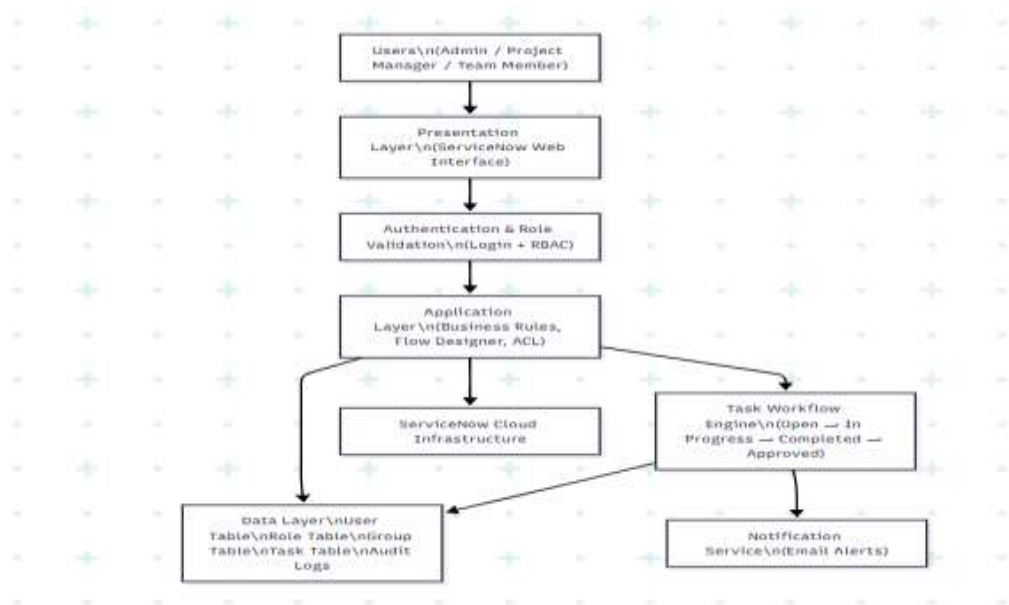 Users\n(Admin / Project
Manager / Team Member)
Presentation
Layer\n(ServiceNow Web
Interface)
Authentication & Role
Validation\n(Login + RBAC)
Application
Layer\n(Business Rules,
Flow Designer, ACL)
ServiceNow Cloud
Infrastructure
Task Workflow
Engine\n(Open → In
Progress → Completed →
Approved)
Data Layer\nUser
Table\nRole Table\nGroup
Table\nTask Table\nAudit
Logs
Notification
Service\n(Email Alerts)